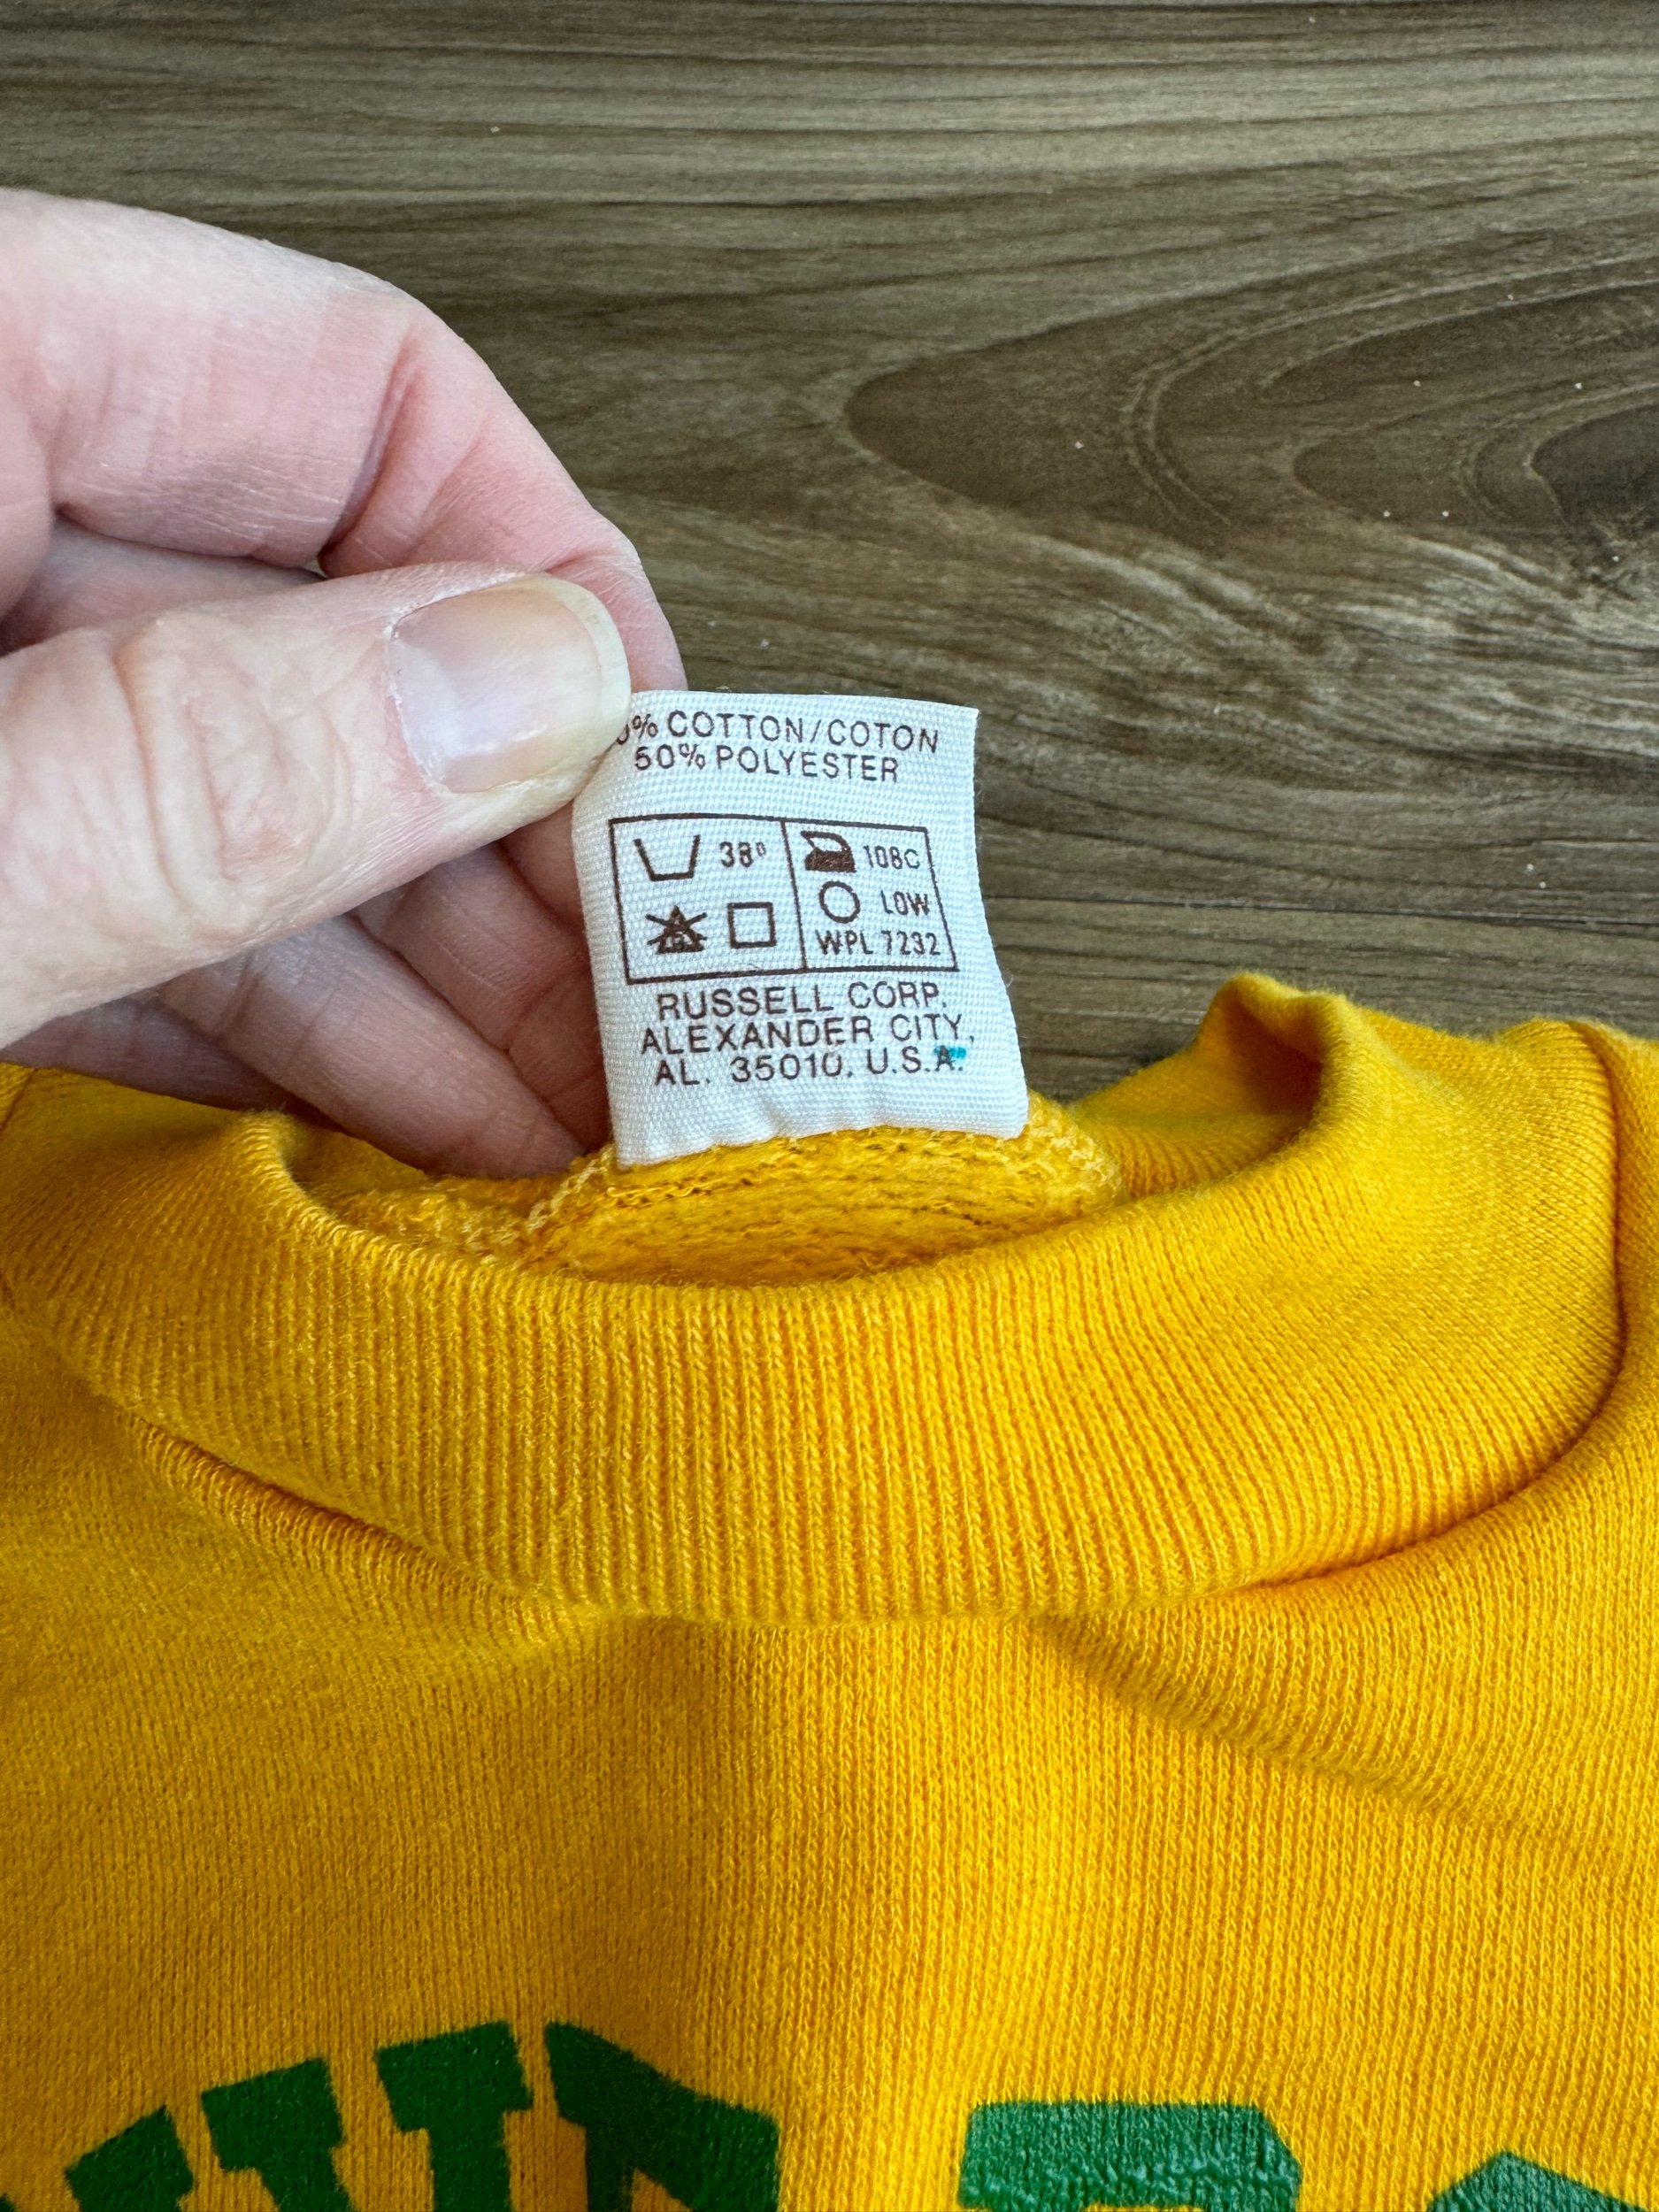 0% COTTON/COTON
50% POLYESTER
38°
108C
LOW
WPL 7232
RUSSELL CORP.
ALEXANDER CITY,
AL. 35010. U.S.A.